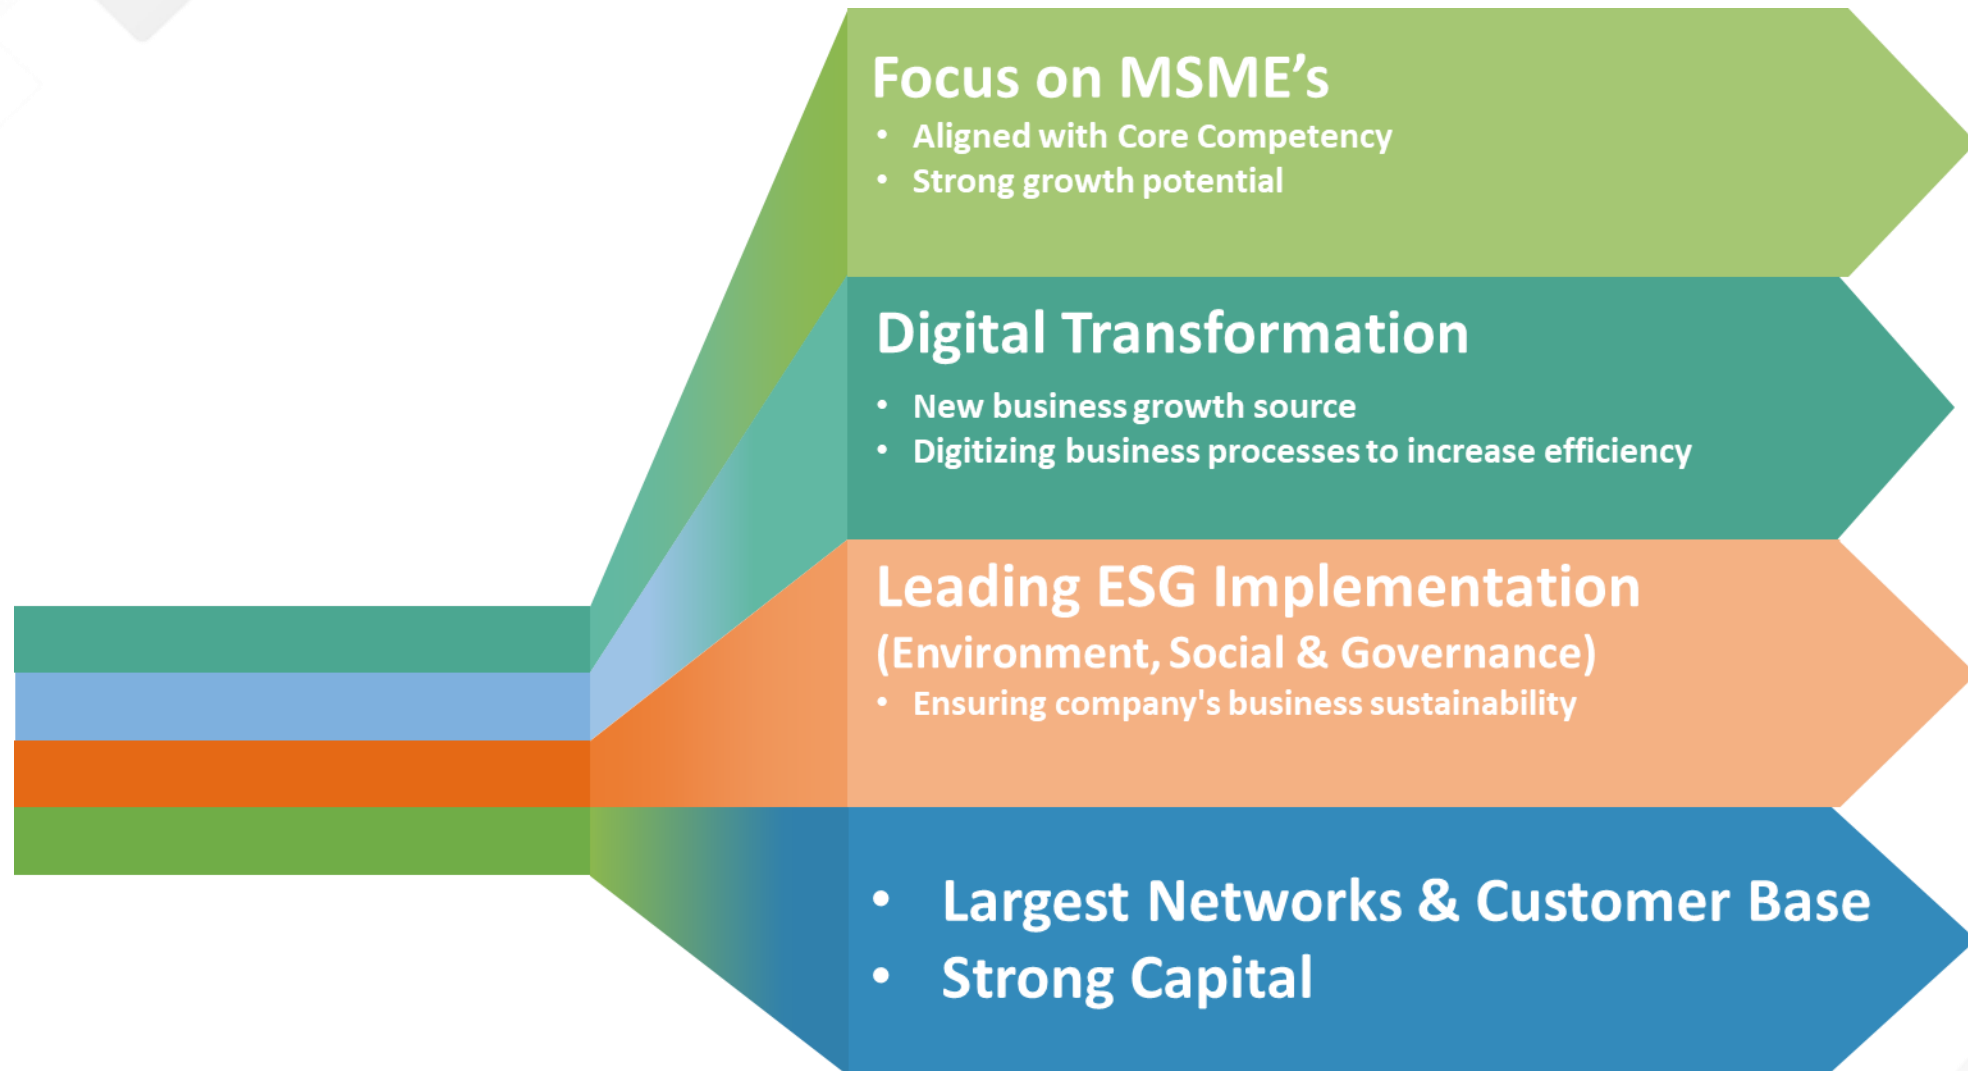 Focus on MSME’s
• Aligned with Core Competency
• Strong growth potential
Digital Transformation
• New business growth source
• Digitizing business processes to increase efficiency
Leading ESG Implementation
(Environment, Social & Governance)
• Ensuring company's business sustainability
• Largest Networks & Customer Base
• Strong Capital